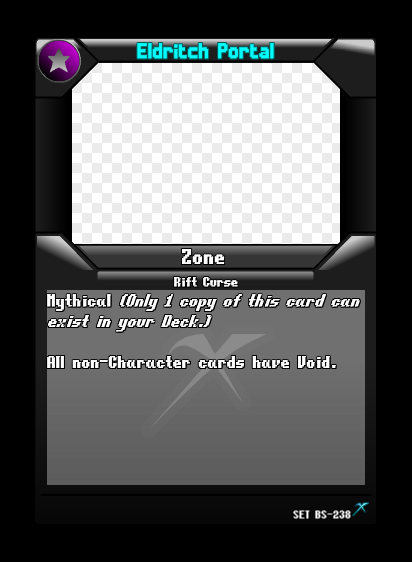 Eldritch Portal
Zone
Rift Curse
Mythical (Only 1 copy of this card can
exist in your Deck.)
All non-Character cards have Void.
SET BS-238